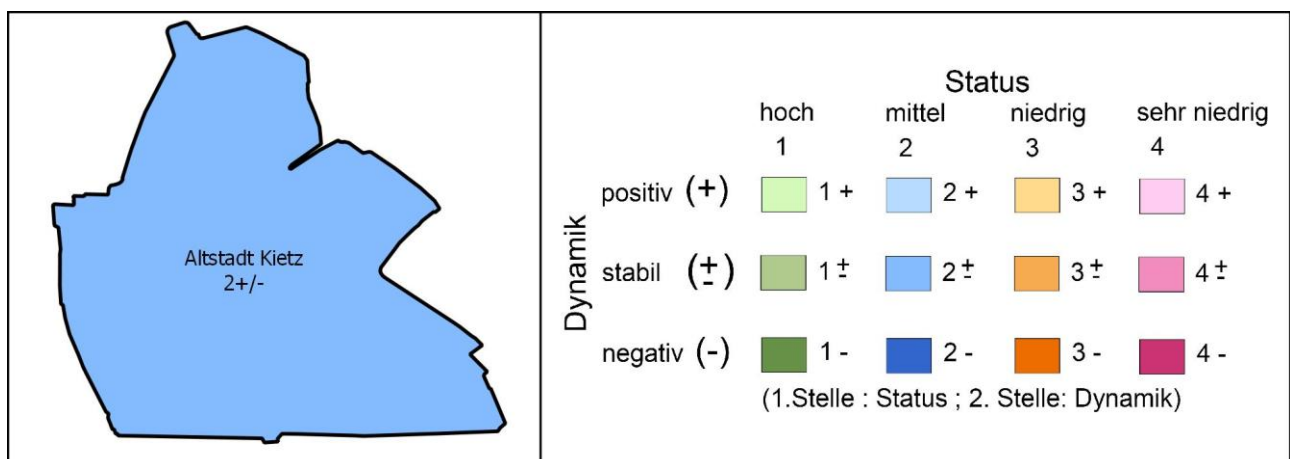 Altstadt Kietz
2+/-
Status
hoch mittel niedrig sehr niedrig
1 2 3 4
Dynamik
positiv (+) 1 + 2 + 3 + 4 +
stabil (±) 1 ± 2 ± 3 ± 4 ±
negativ (-) 1 - 2 - 3 - 4 -
(1.Stelle : Status ; 2. Stelle: Dynamik)